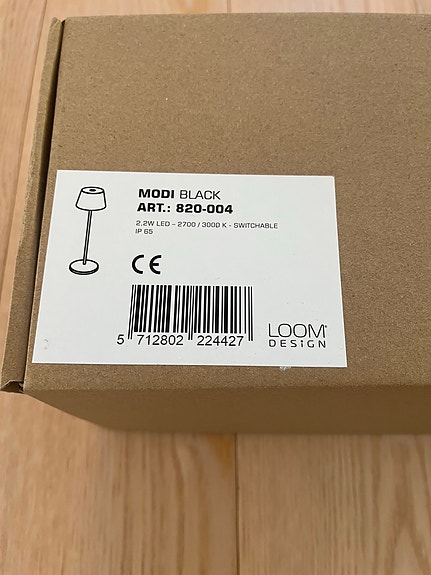 MODI BLACK
ART.: 820-004
2,2W LED - 2700 / 3000 K - SWITCHABLE
IP 65
CE
5 712802 224427
LOOM
DESIGN